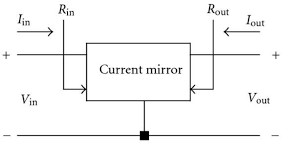 Iin Rin Rout Iout
+ +
Current mirror
Vin Vout
− −